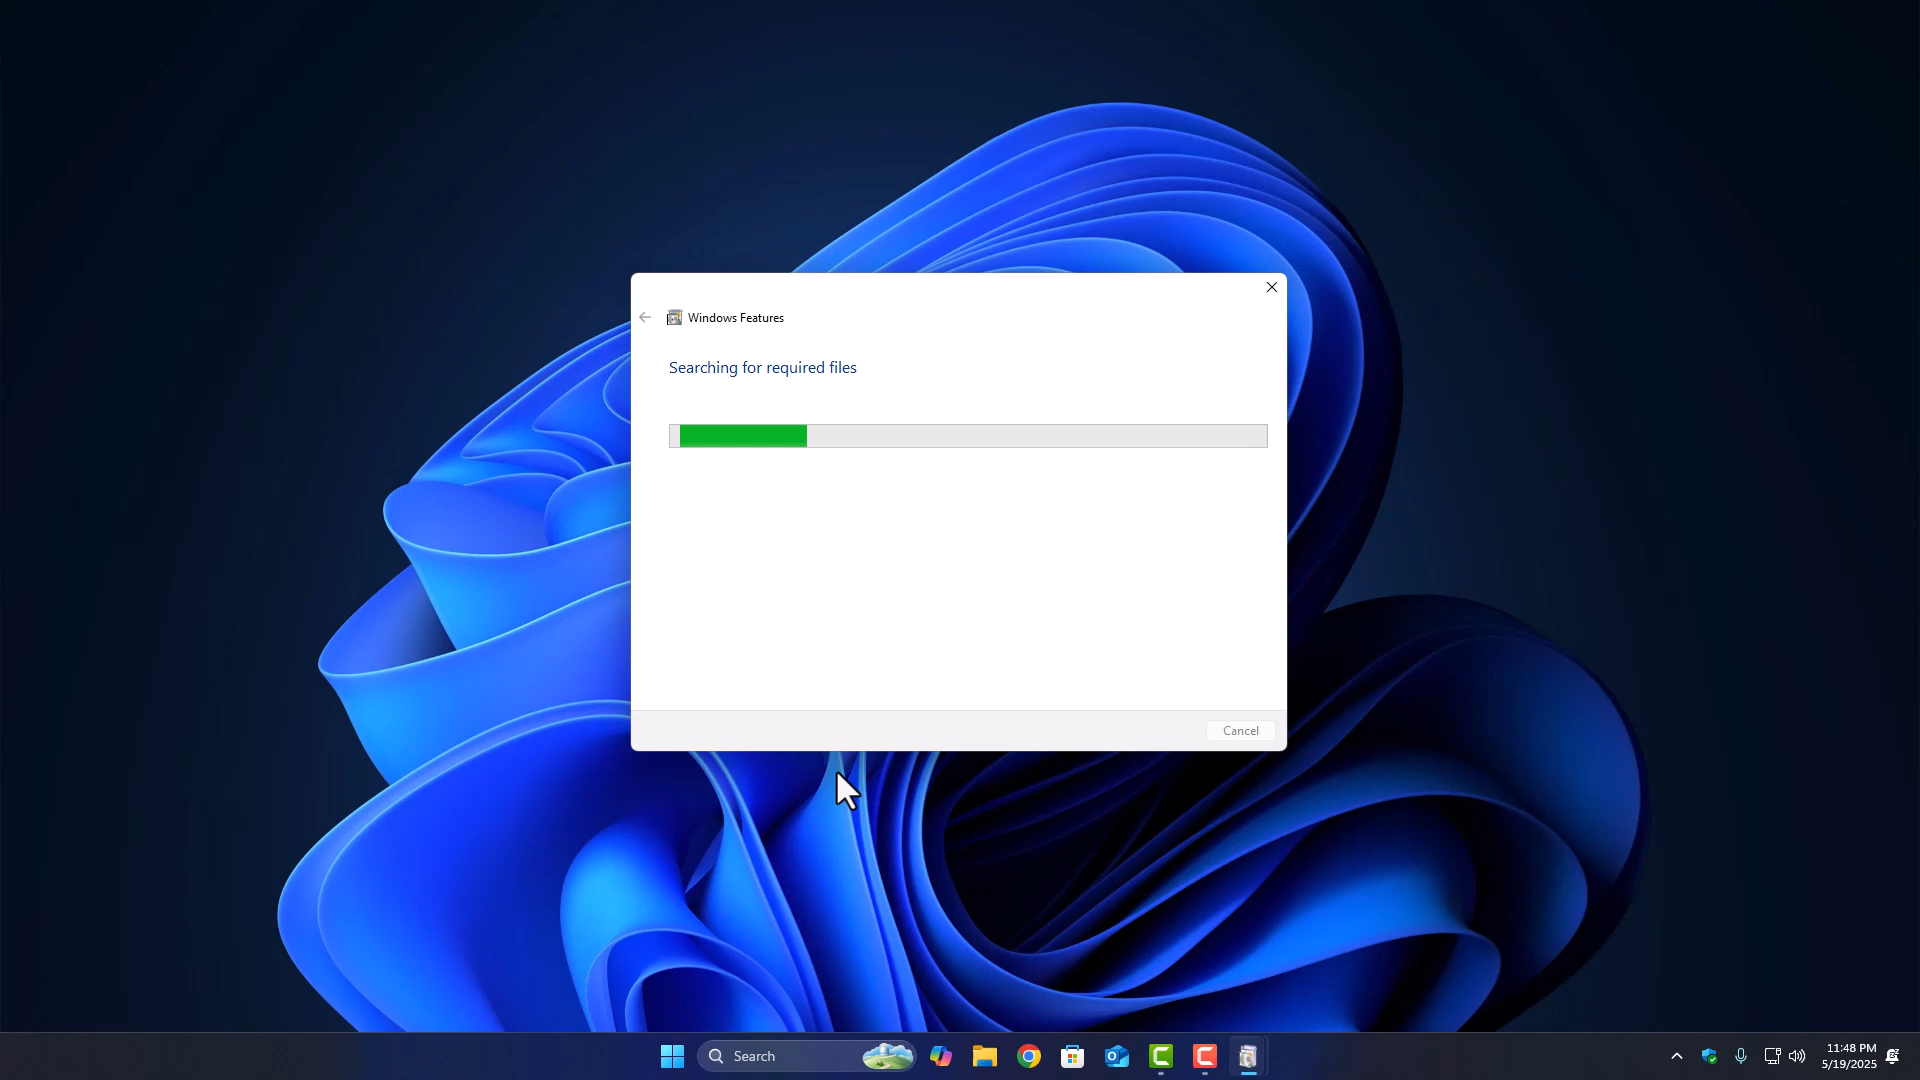 Windows Features
Searching for required files
Cancel
Search
11:48 PM
5/19/2025